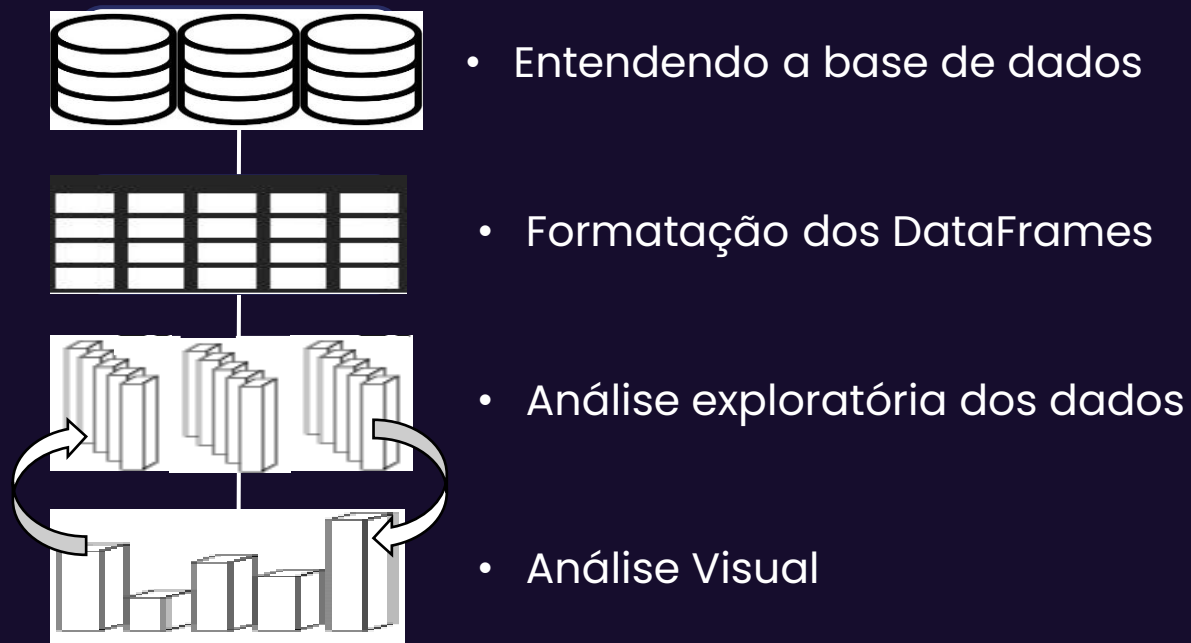 • Entendendo a base de dados
• Formatação dos DataFrames
• Análise exploratória dos dados
• Análise Visual